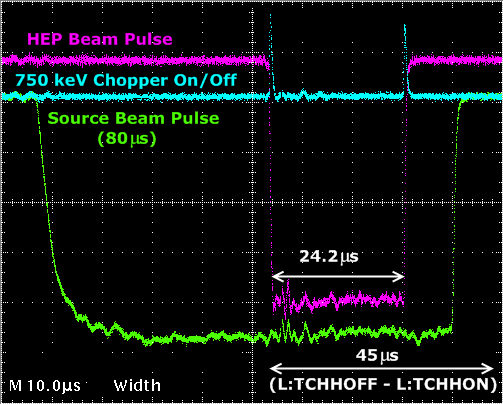 HEP Beam Pulse
750 keV Chopper On/Off
Source Beam Pulse
(80µs)
24.2µs
45µs
(L:TCHHOFF - L:TCHHON)
M 10.0µs Width